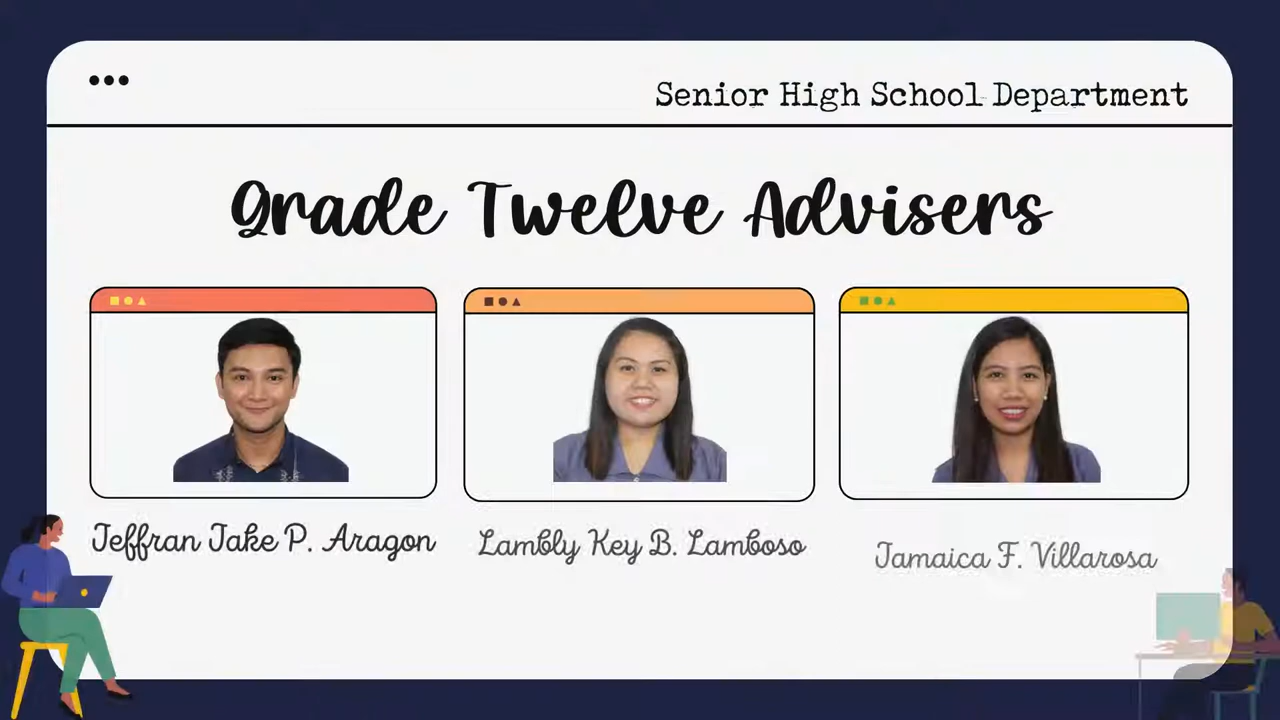 Senior High School Department
Grade Twelve Advisers
Jeffran Jake P. Aragon
Lambly Key B. Lamboso
Jamaica F. Villarosa